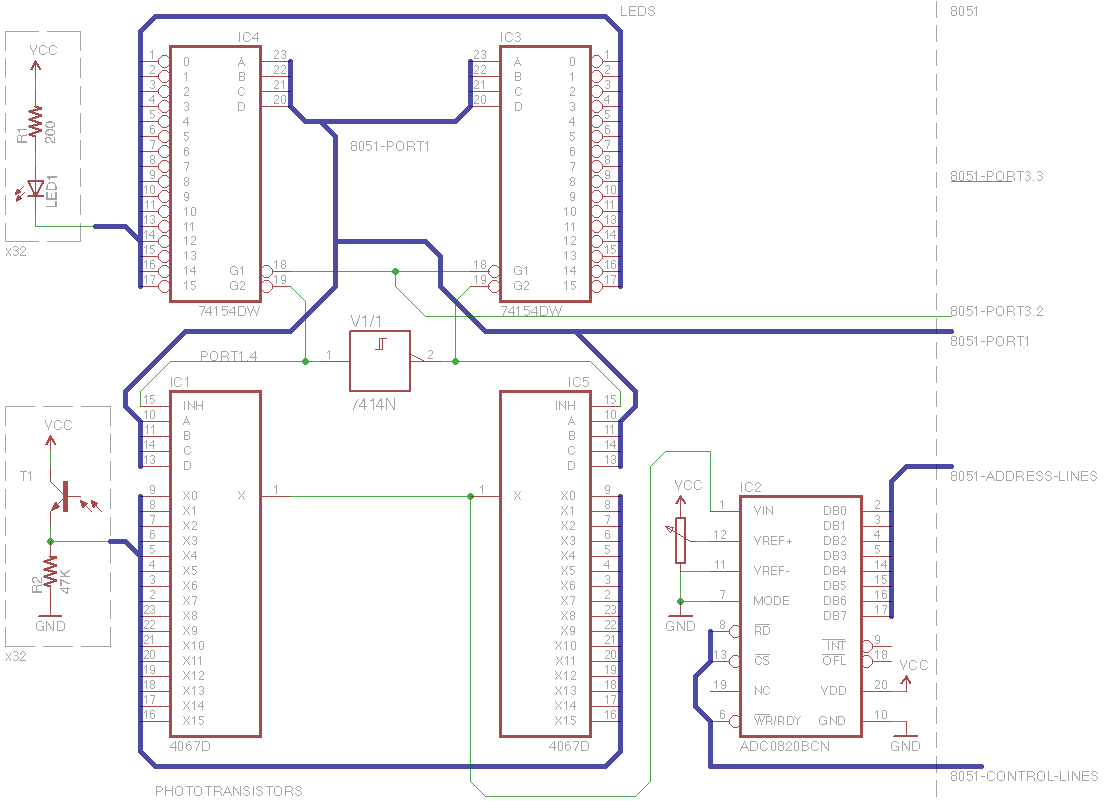 LEDS
8051
VCC
R1
200
LED1
x32
IC4
1 0 A 23
2 1 B 22
3 2 C 21
4 3 D 20
5 4
6 5
7 6
8 7
9 8
10 9
11 10
13 11
14 12
15 13
16 14 G1 18
17 15 G2 19
74154DW
IC3
23 A 0 1
22 B 1 2
21 C 2 3
20 D 3 4
4 5
5 6
6 7
7 8
8 9
9 10
10 11
11 13
12 14
13 15
18 G1 14 16
19 G2 15 17
74154DW
8051-PORT1
8051-PORT3.3
8051-PORT3.2
8051-PORT1
V1/1
1 2
/414N
PORT1.4
IC1
15 INH
10 A
11 B
14 C
13 D
9 X0 X 1
8 X1
7 X2
6 X3
5 X4
4 X5
3 X6
2 X7
23 X8
22 X9
21 X10
20 X11
19 X12
18 X13
17 X14
16 X15
4067D
IC5
INH 15
A 10
B 11
C 14
D 13
1 X X0 9
X1 8
X2 7
X3 6
X4 5
X5 4
X6 3
X7 2
X8 23
X9 22
X10 21
X11 20
X12 19
X13 18
X14 17
X15 16
4067D
VCC
T1
R2
47K
GND
x32
PHOTOTRANSISTORS
VCC
GND
IC2
1 VIN DB0 2
DB1 3
12 VREF+ DB2 4
DB3 5
11 VREF- DB4 14
DB5 15
7 MODE DB6 16
DB7 17
8 RD
INT 9
13 CS OFL 18
19 NC VDD 20
6 WR/RDY GND 10
ADC0820BCN
VCC
GND
8051-ADDRESS-LINES
8051-CONTROL-LINES